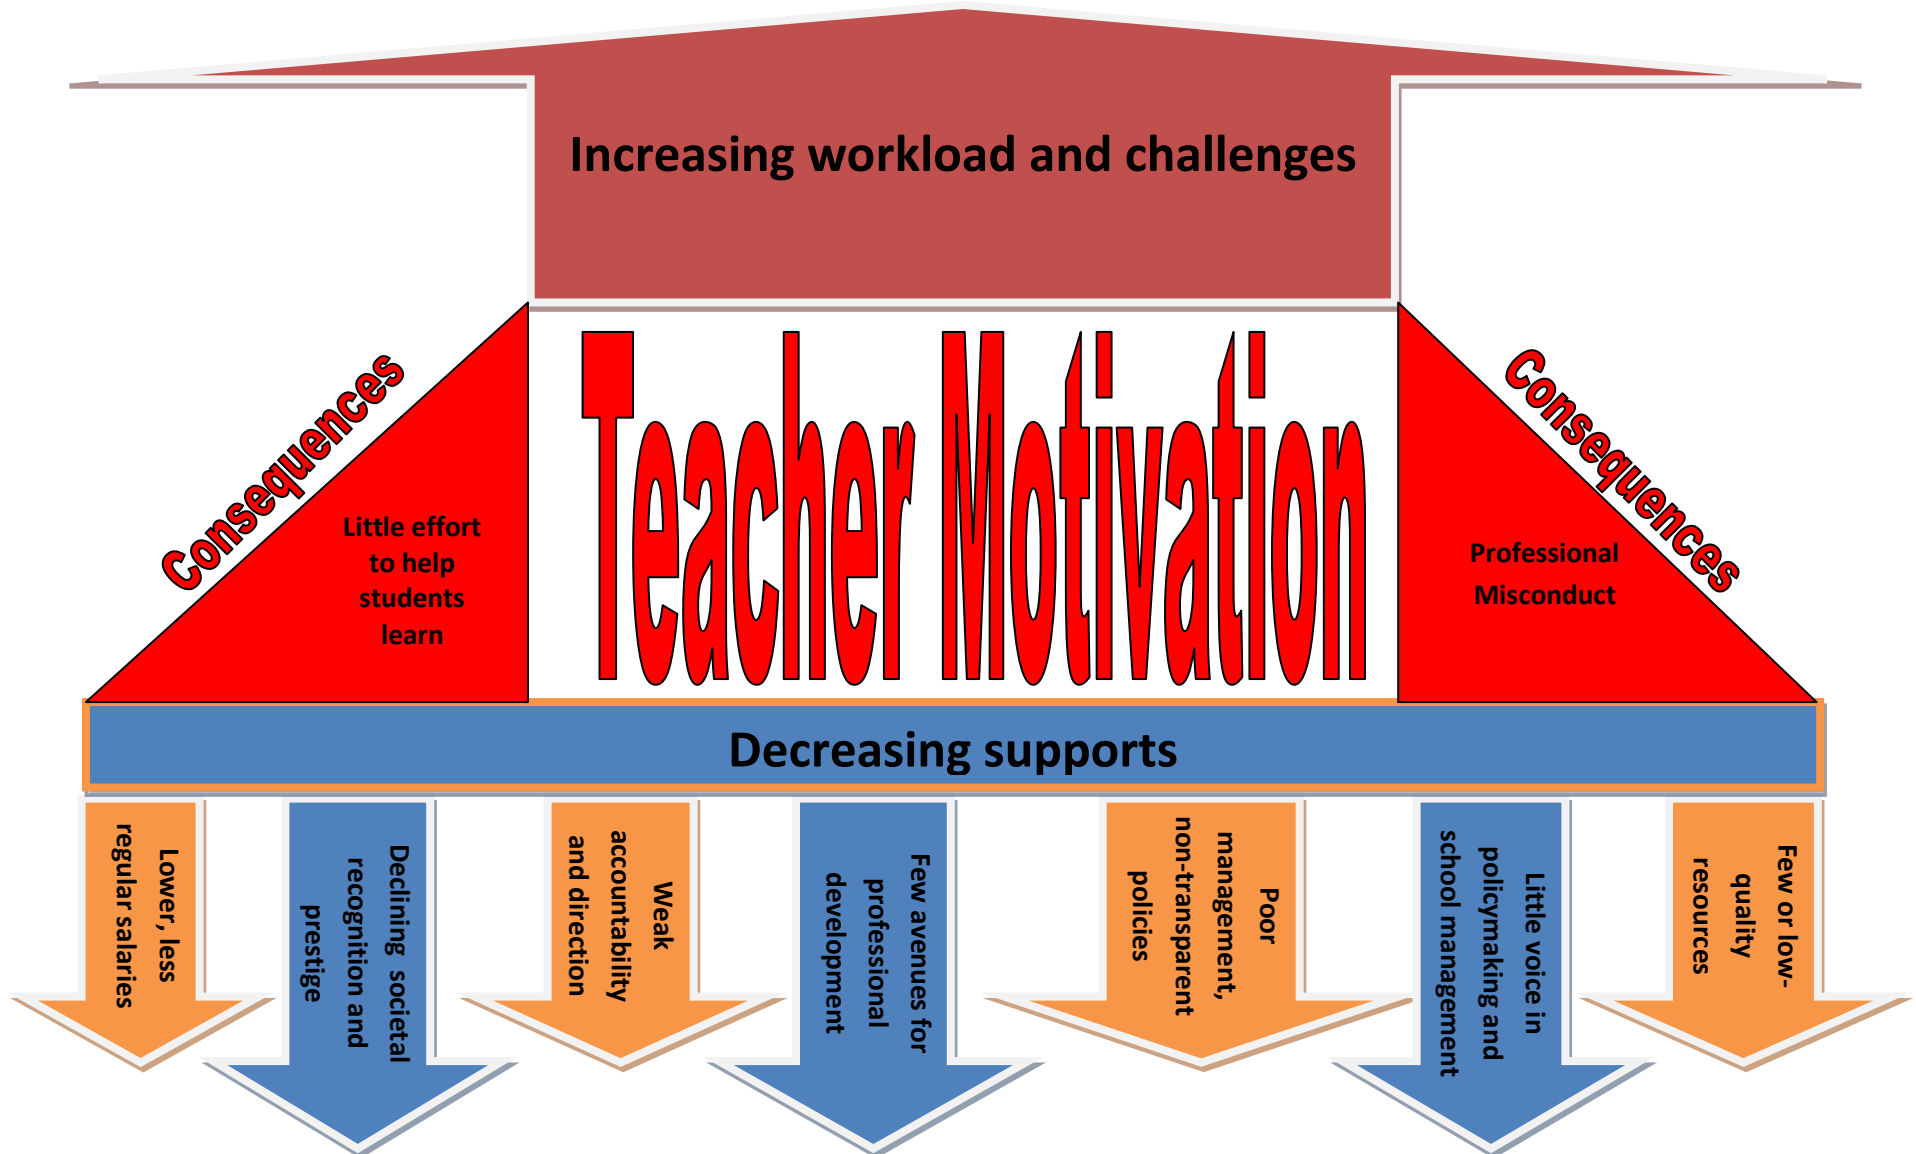 Increasing workload and challenges
Consequences
Teacher Motivation
Consequences
Little effort
to help
students
learn
Professional
Misconduct
Decreasing supports
Lower, less
regular salaries
Declining societal
recognition and
prestige
Weak
accountability
and direction
Few avenues for
professional
development
Poor
management,
non-transparent
policies
Little voice in
policymaking and
school management
Few or low-
quality
resources